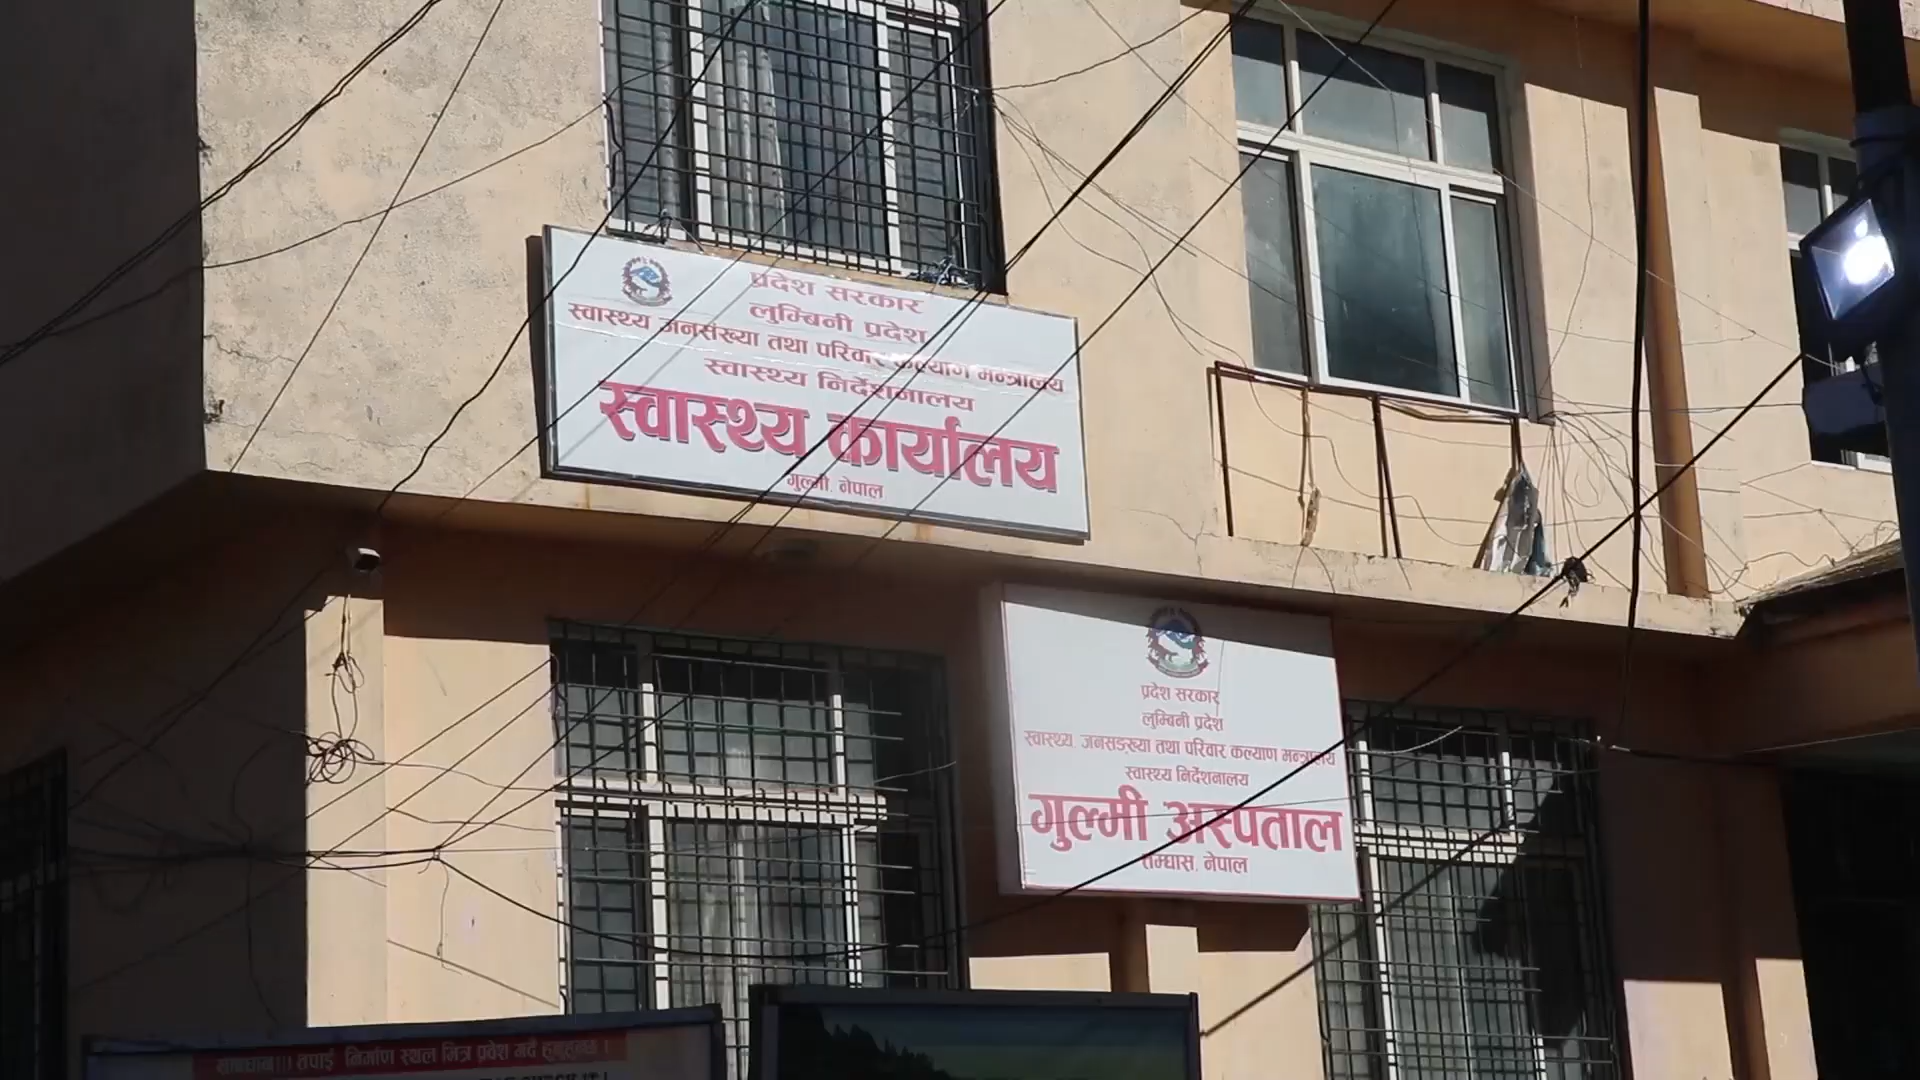 प्रदेश सरकार
लुम्बिनी प्रदेश
स्वास्थ्य जनसंख्या तथा परिवार कल्याण मन्त्रालय
स्वास्थ्य निर्देशनालय
स्वास्थ्य कार्यालय
गुल्मी, नेपाल
प्रदेश सरकार
लुम्बिनी प्रदेश
स्वास्थ्य, जनसङ्ख्या तथा परिवार कल्याण मन्त्रालय
स्वास्थ्य निर्देशनालय
गुल्मी अस्पताल
तम्घास, नेपाल
सावधान!!! तपाई निर्माण स्थल भित्र प्रवेश गर्दै हुनुहुन्छ ।